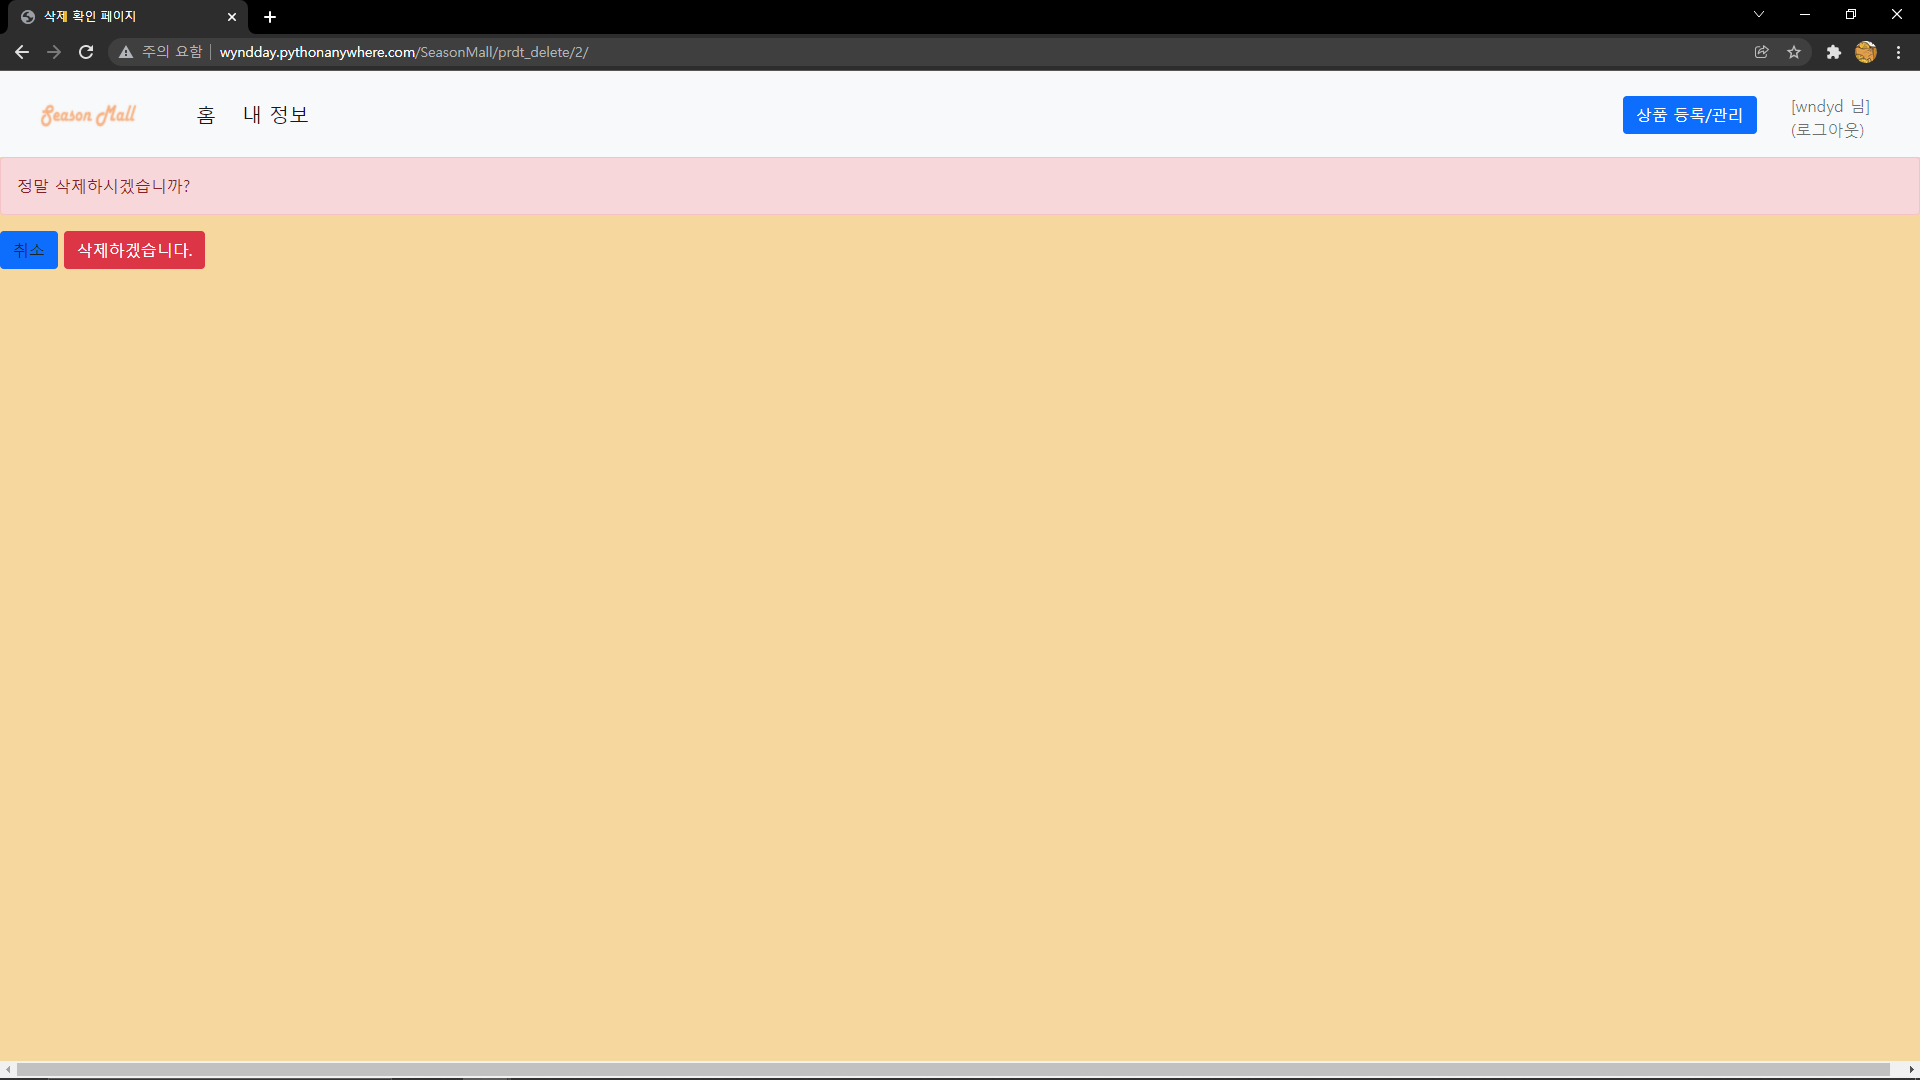 삭제 확인 페이지
주의 요함 wyndday.pythonanywhere.com/SeasonMall/prdt_delete/2/
Season Mall 홈 내 정보 상품 등록/관리 [wndyd 님]
(로그아웃)
정말 삭제하시겠습니까?
취소 삭제하겠습니다.